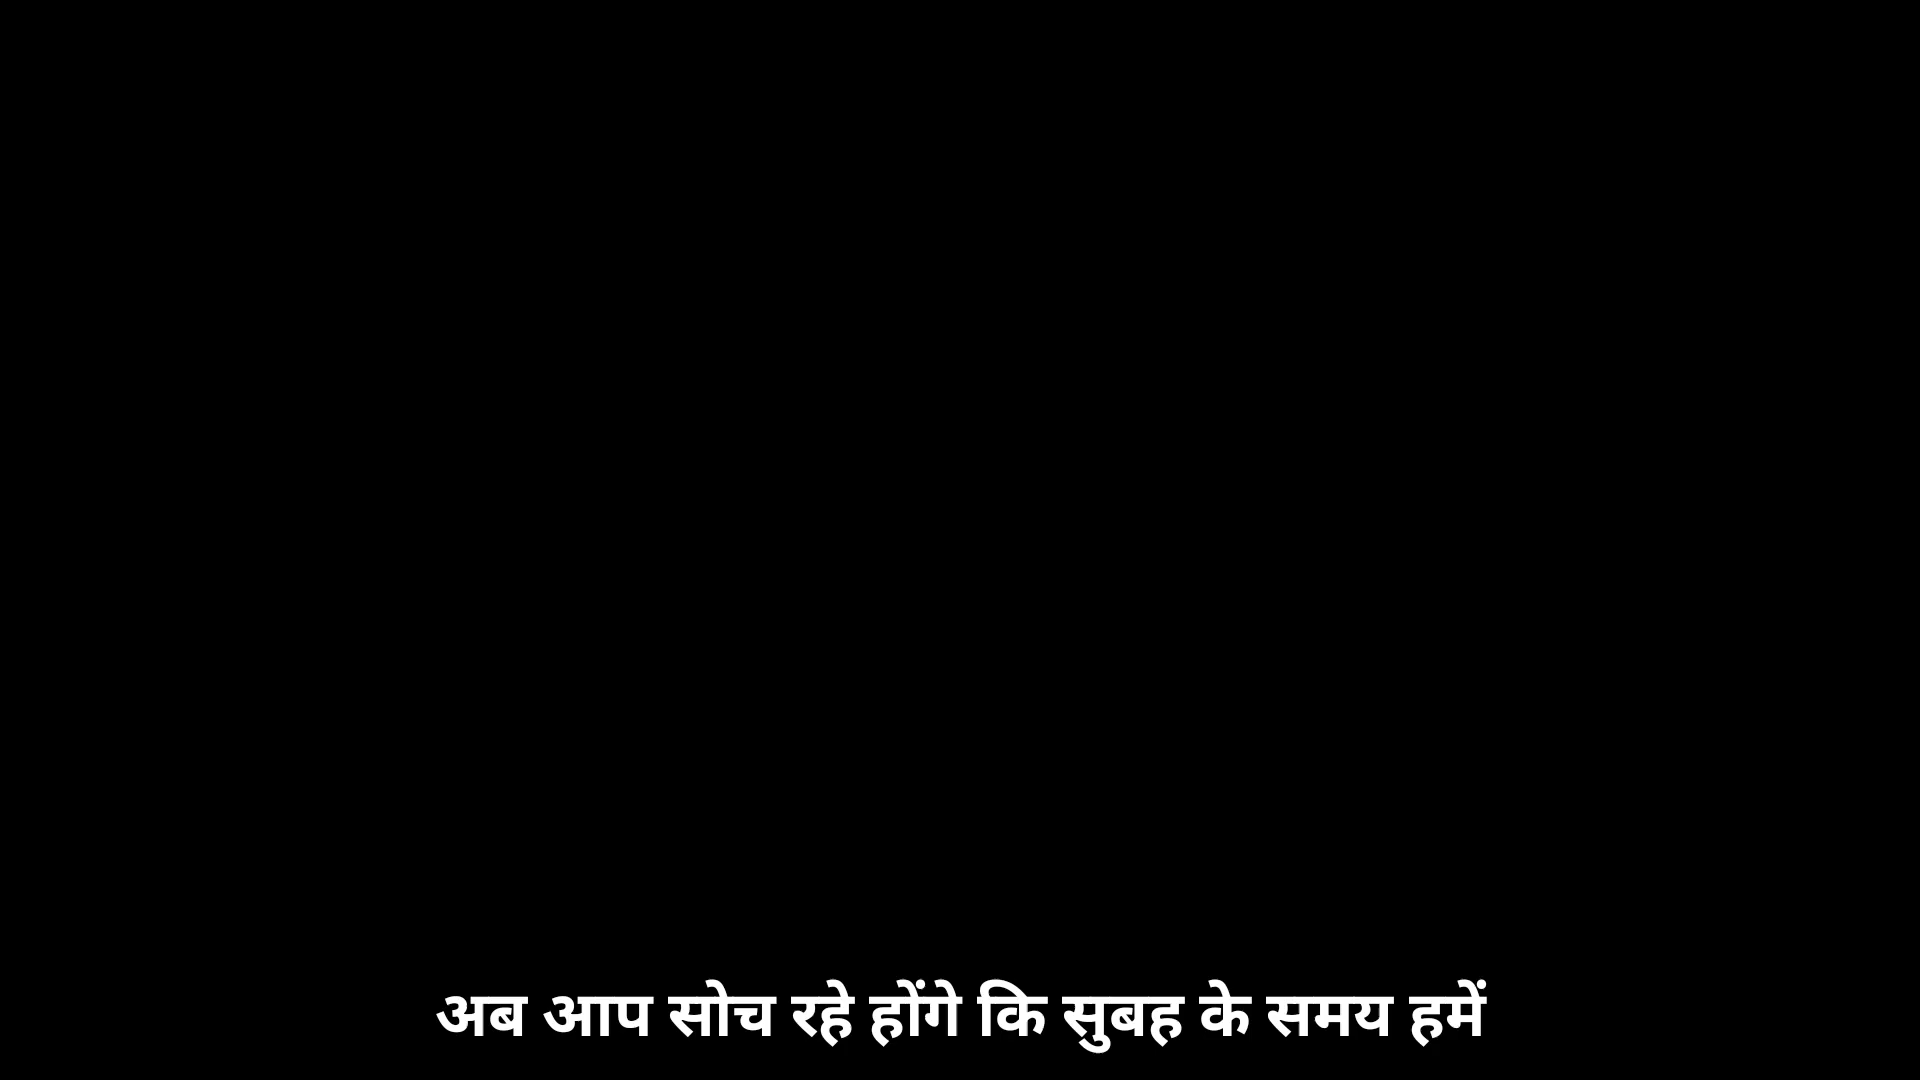 अब आप सोच रहे होंगे कि सुबह के समय हमें